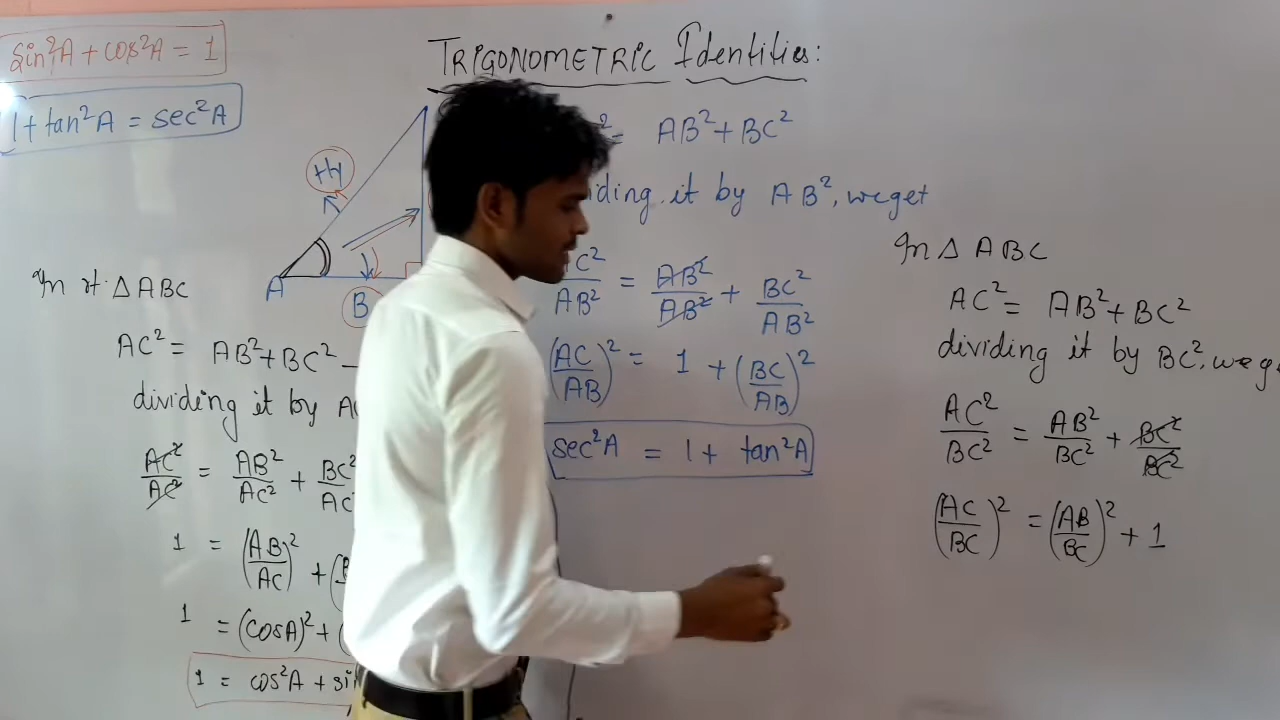 TRIGONOMETRIC Identities:
sin²A + cos²A = 1
1 + tan²A = sec²A
Hy
A
B
In rt. Δ ABC
AC² = AB² + BC² —
dividing it by A
AC²/AC² = AB²/AC² + BC²/AC
1 = (AB/AC)² + (
1 = (cosA)² + (
1 = cos²A + si
² = AB² + BC²
iding it by AB², we get
C²/AB² = AB²/AB² + BC²/AB²
(AC/AB)² = 1 + (BC/AB)²
sec²A = 1 + tan²A
In Δ ABC
AC² = AB² + BC²
dividing it by BC², we g
AC²/BC² = AB²/BC² + BC²/BC²
(AC/BC)² = (AB/BC)² + 1